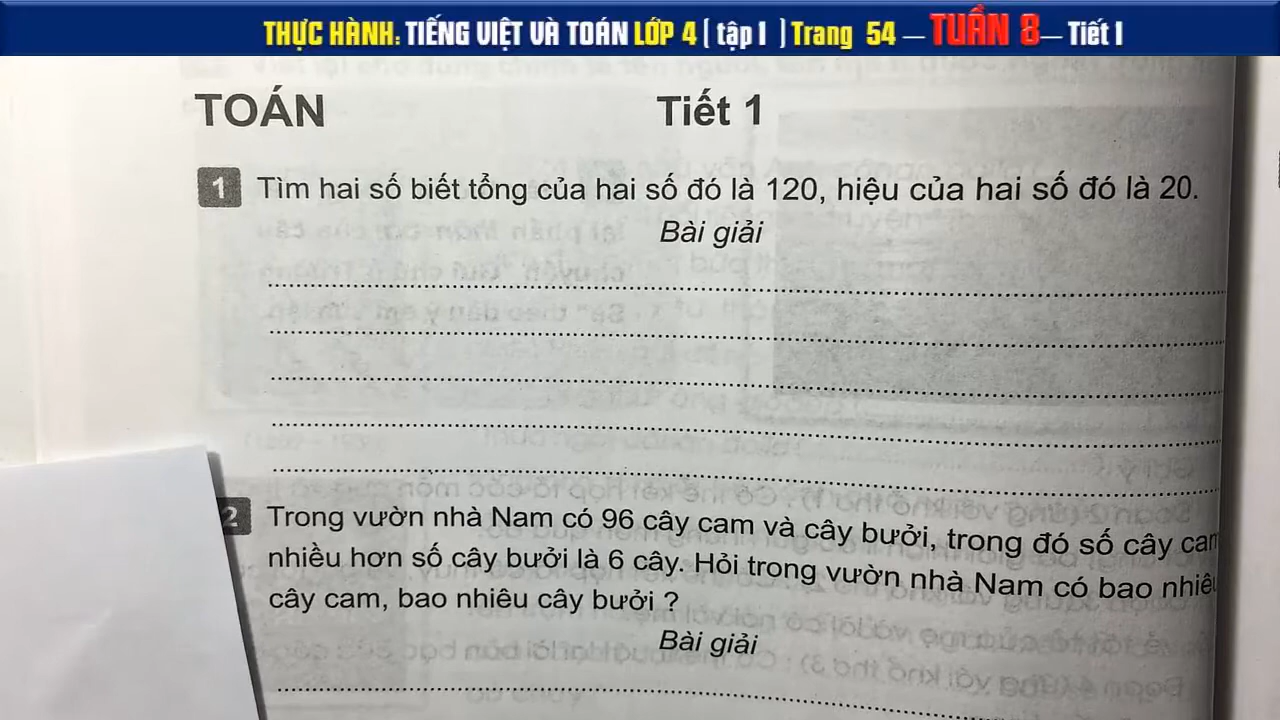 THỰC HÀNH: TIẾNG VIỆT VÀ TOÁN LỚP 4 ( tập 1 ) Trang 54 – TUẦN 8 – Tiết 1
TOÁN Tiết 1
1 Tìm hai số biết tổng của hai số đó là 120, hiệu của hai số đó là 20.
Bài giải
2 Trong vườn nhà Nam có 96 cây cam và cây bưởi, trong đó số cây cam
nhiều hơn số cây bưởi là 6 cây. Hỏi trong vườn nhà Nam có bao nhiêu
cây cam, bao nhiêu cây bưởi ?
Bài giải